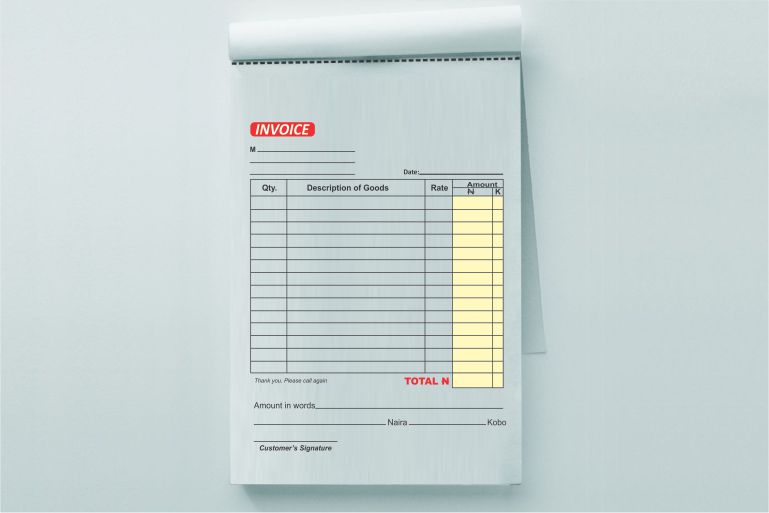 INVOICE
M
Date:
Qty. Description of Goods Rate Amount
₦ K
Thank you, Please call again TOTAL N
Amount in words
Naira Kobo
Customer's Signature